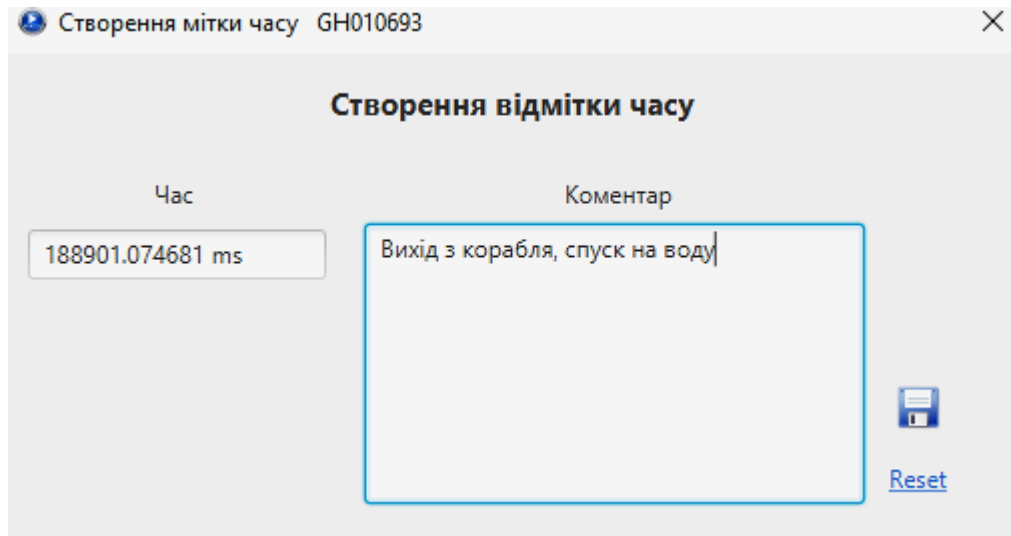 Створення мітки часу GH010693
Створення відмітки часу
Час
Коментар
188901.074681 ms
Вихід з корабля, спуск на воду
Reset